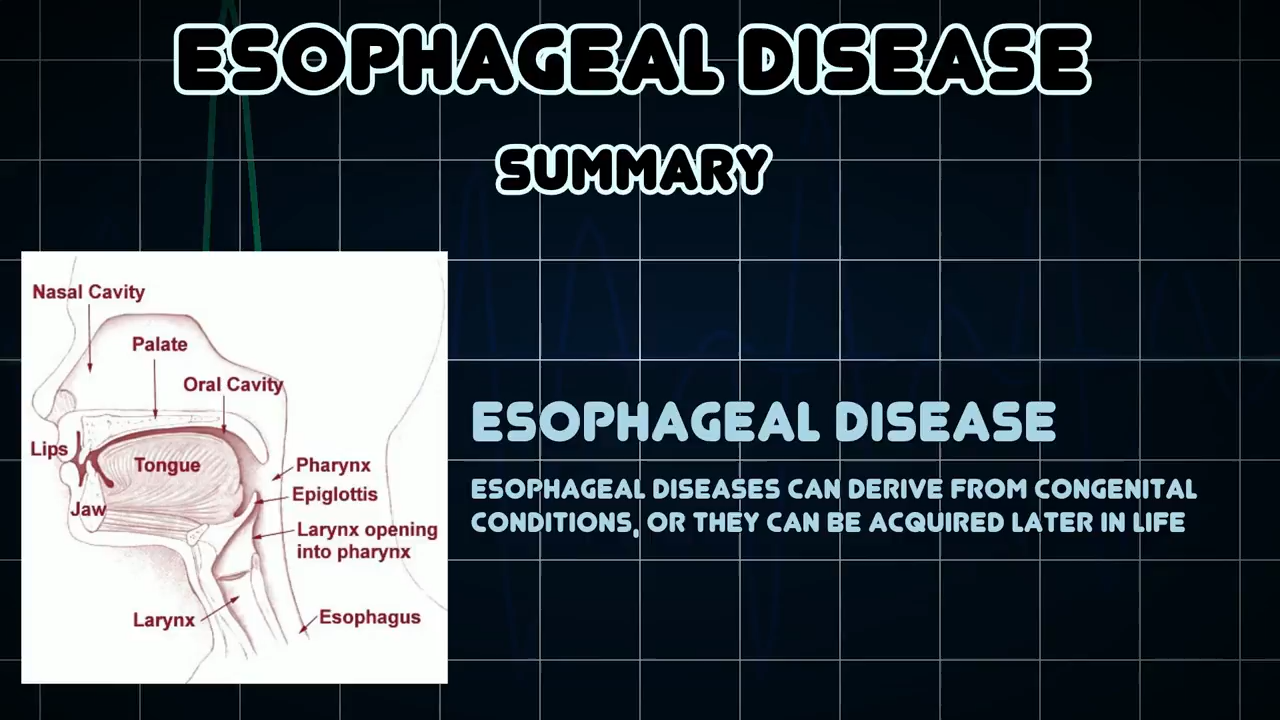 ESOPHAGEAL DISEASE
SUMMARY
Nasal Cavity
Palate
Oral Cavity
Lips
Tongue
Pharynx
Epiglottis
Jaw
Larynx opening
into pharynx
Larynx
Esophagus
ESOPHAGEAL DISEASE
ESOPHAGEAL DISEASES CAN DERIVE FROM CONGENITAL
CONDITIONS, OR THEY CAN BE ACQUIRED LATER IN LIFE